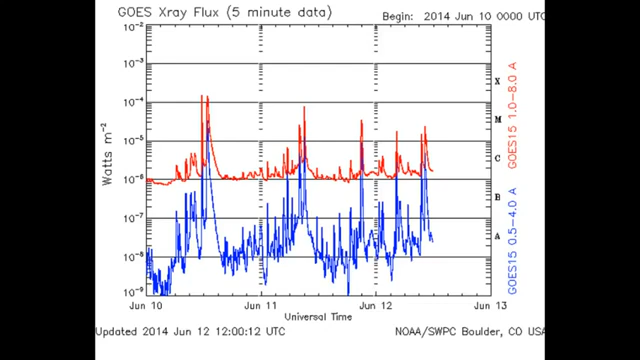 GOES Xray Flux (5 minute data)
Begin: 2014 Jun 10 0000 UTC
10-2
10-3
10-4
10-5
10-6
10-7
10-8
10-9
Watts m-2
X
M
C
B
A
GOES15 1.0-8.0 A
GOES15 0.5-4.0 A
Jun 10
Jun 11
Jun 12
Jun 13
Universal Time
Updated 2014 Jun 12 12:00:12 UTC
NOAA/SWPC Boulder, CO USA